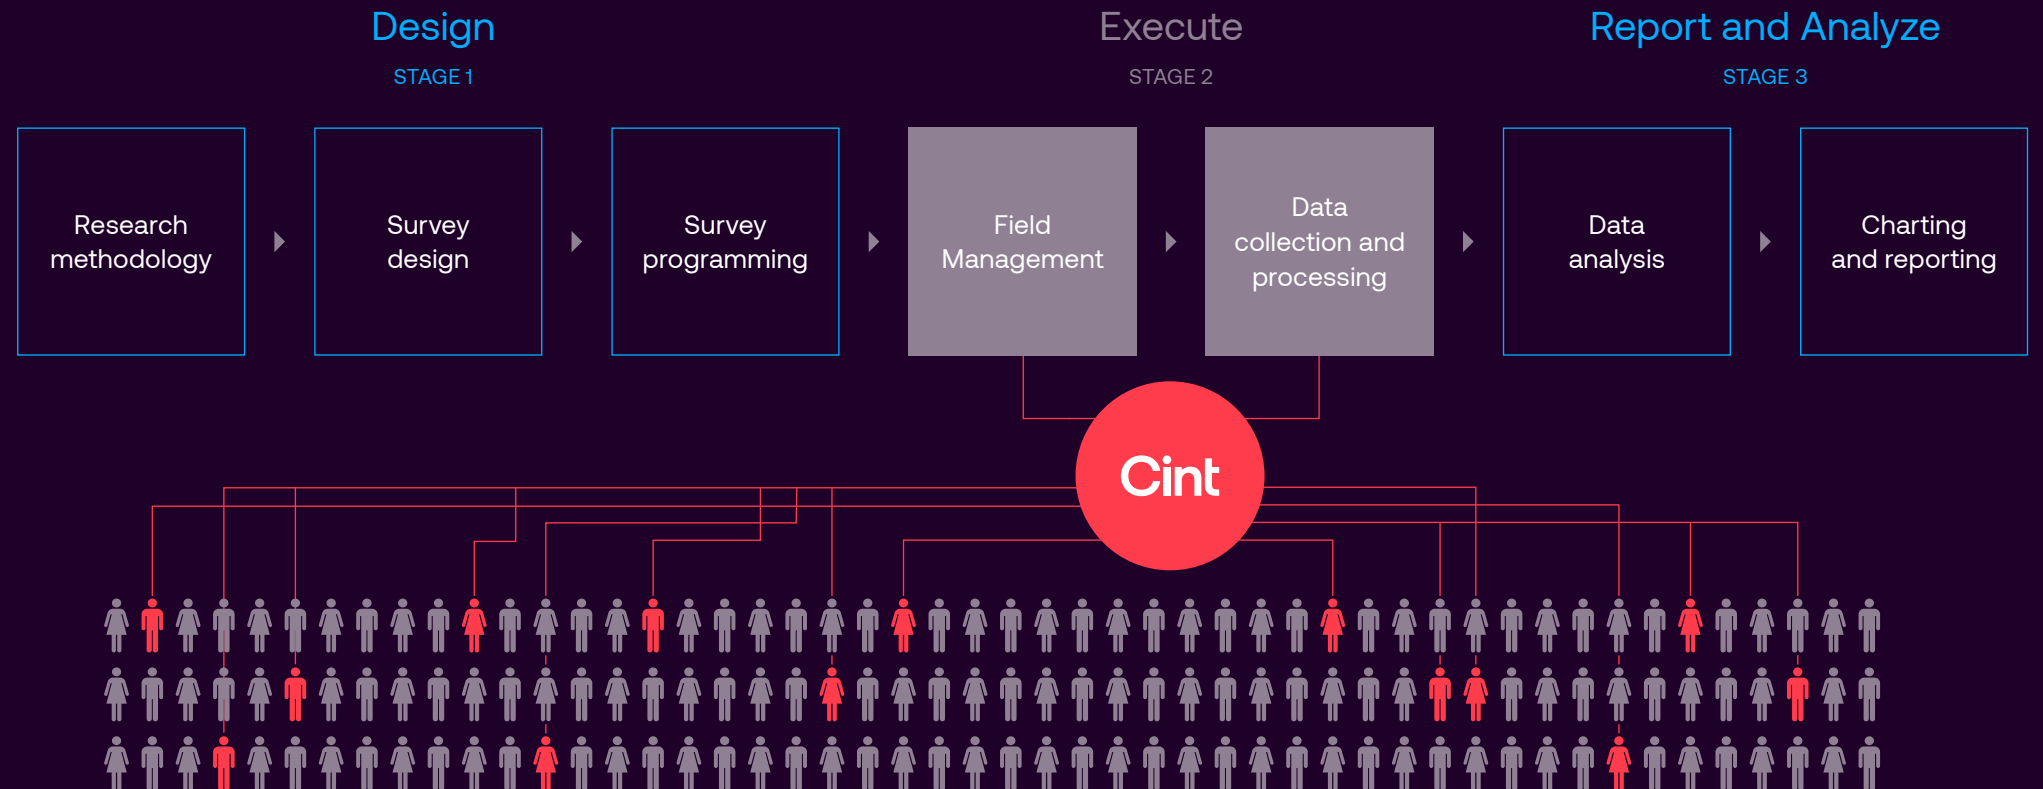 Design
STAGE 1
Execute
STAGE 2
Report and Analyze
STAGE 3
Research
methodology
Survey
design
Survey
programming
Field
Management
Data
collection and
processing
Data
analysis
Charting
and reporting
Cint